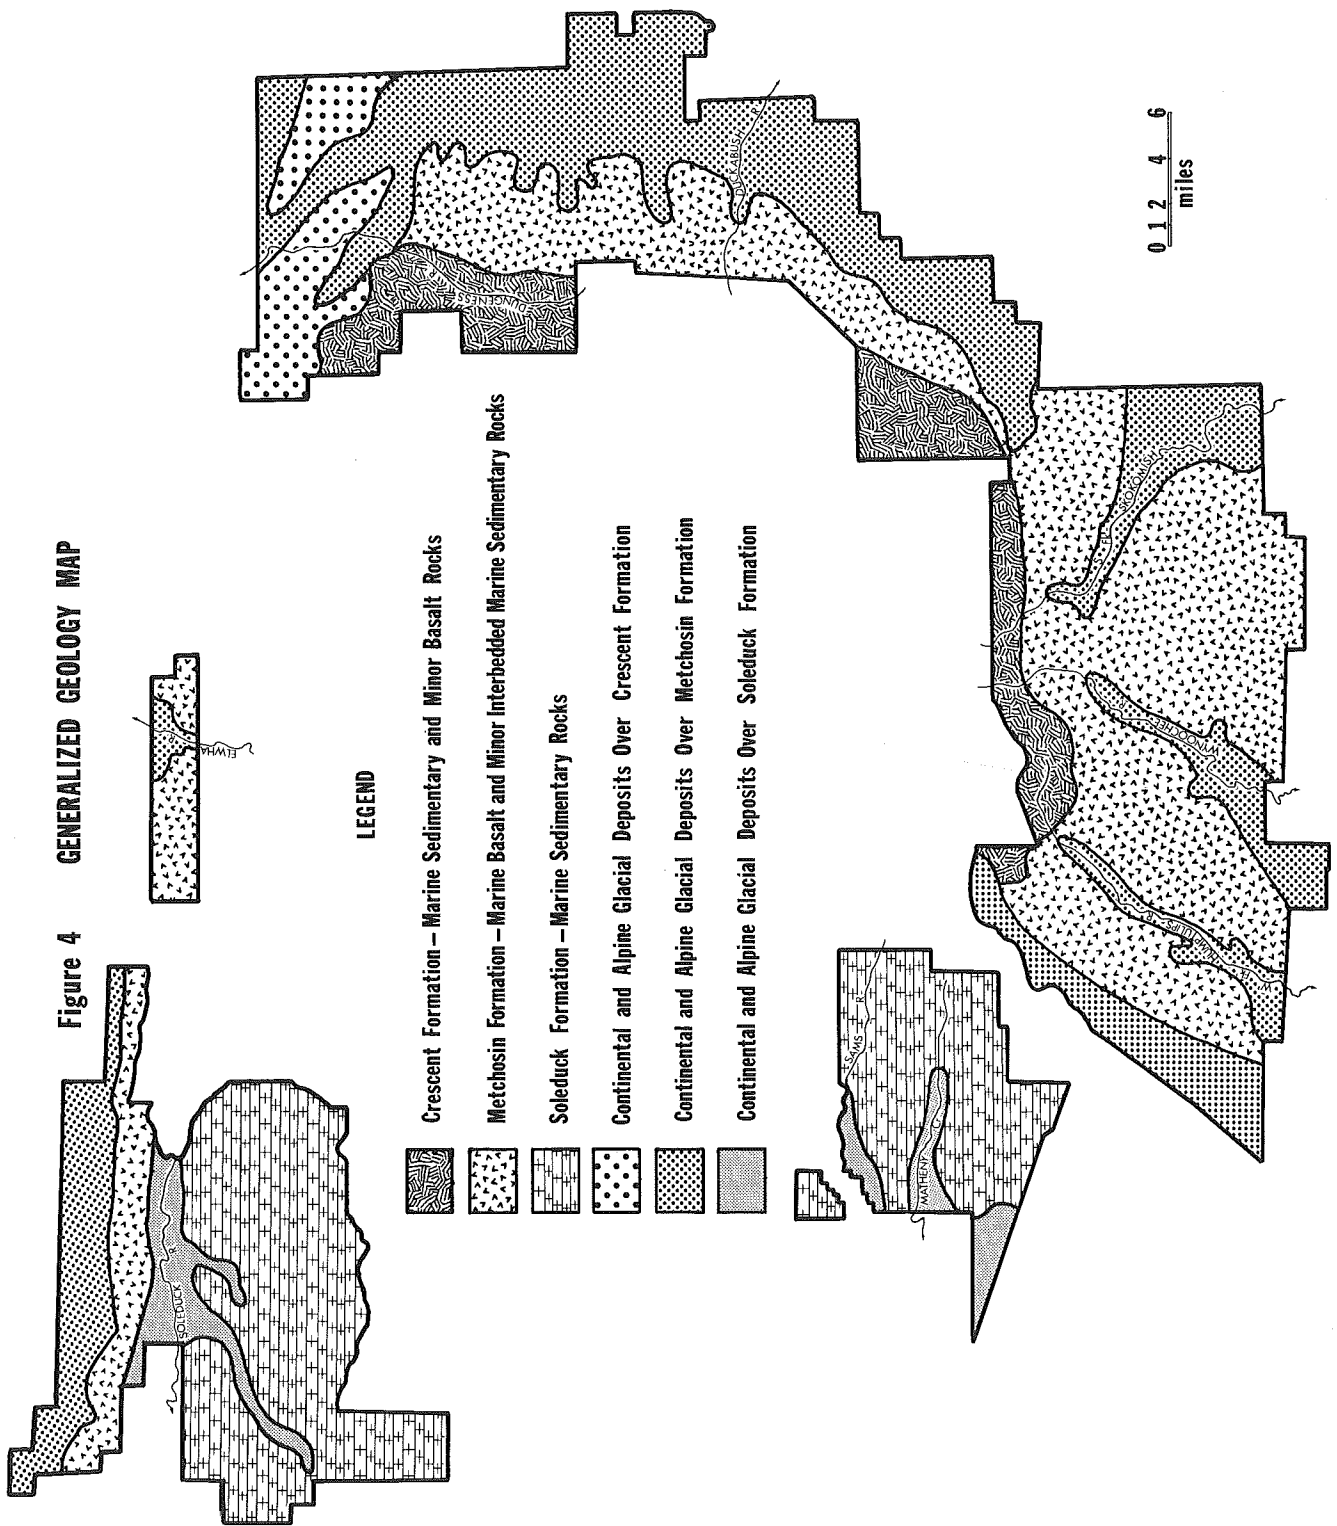 Figure 4 GENERALIZED GEOLOGY MAP
LEGEND
Crescent Formation – Marine Sedimentary and Minor Basalt Rocks
Metchosin Formation – Marine Basalt and Minor Interbedded Marine Sedimentary Rocks
Soleduck Formation – Marine Sedimentary Rocks
Continental and Alpine Glacial Deposits Over Crescent Formation
Continental and Alpine Glacial Deposits Over Metchosin Formation
Continental and Alpine Glacial Deposits Over Soleduck Formation
SOLEDUCK R
ELWHA R
DUNGENESS R
DUCKABUSH R
S. FK. SKOKOMISH
WYNOOCHEE R
W. FK. HUMPTULIPS R
SAMS R
MATHENY C
0 1 2 4 6
miles